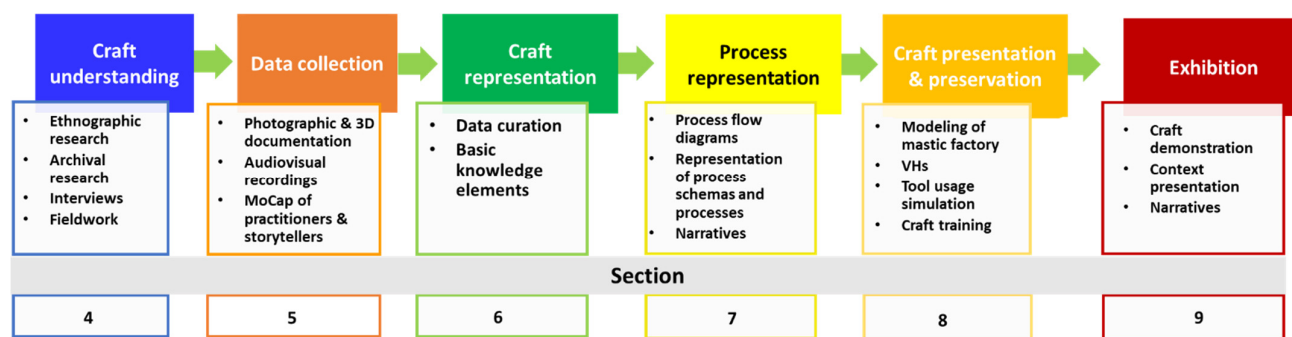 Craft
understanding
Data collection
Craft
representation
Process
representation
Craft presentation
& preservation
Exhibition
• Ethnographic
research
• Archival
research
• Interviews
• Fieldwork
• Photographic & 3D
documentation
• Audiovisual
recordings
• MoCap of
practitioners &
storytellers
• Data curation
• Basic
knowledge
elements
• Process flow
diagrams
• Representation
of process
schemas and
processes
• Narratives
• Modeling of
mastic factory
• VHs
• Tool usage
simulation
• Craft training
• Craft
demonstration
• Context
presentation
• Narratives
Section
4
5
6
7
8
9